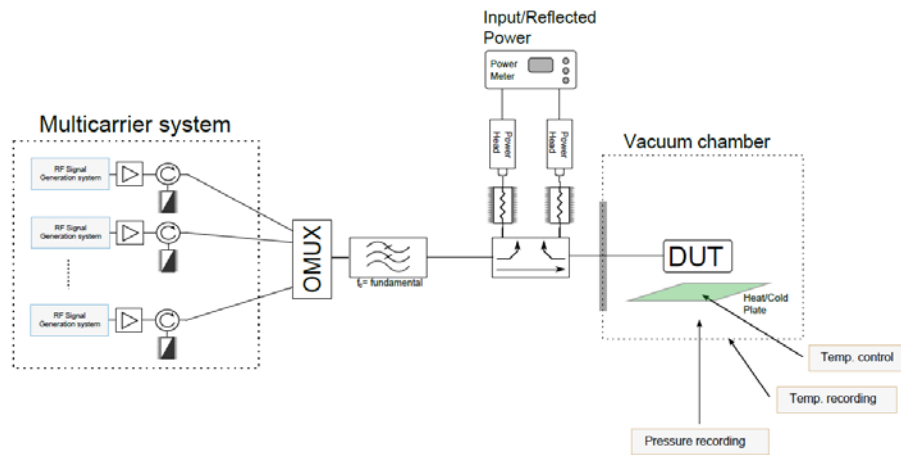 Input/Reflected
Power
Power
Meter
Multicarrier system
Power
Head
Power
Head
Vacuum chamber
RF Signal
Generation system
RF Signal
Generation system
RF Signal
Generation system
OMUX
f₀= fundamental
DUT
Heat/Cold
Plate
Temp. control
Temp. recording
Pressure recording